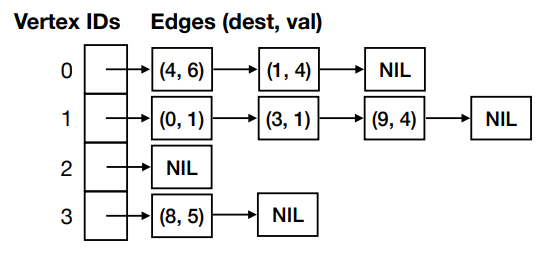 Vertex IDs Edges (dest, val)
0 (4, 6) (1, 4) NIL
1 (0, 1) (3, 1) (9, 4) NIL
2 NIL
3 (8, 5) NIL